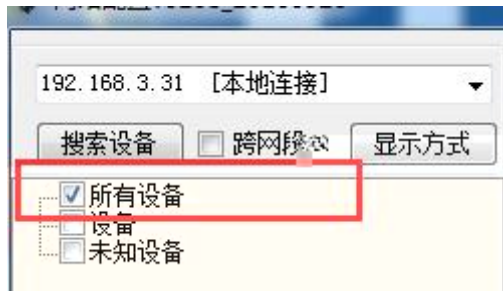 192.168.3.31 [本地连接]
搜索设备 跨网段 显示方式
所有设备
设备
未知设备